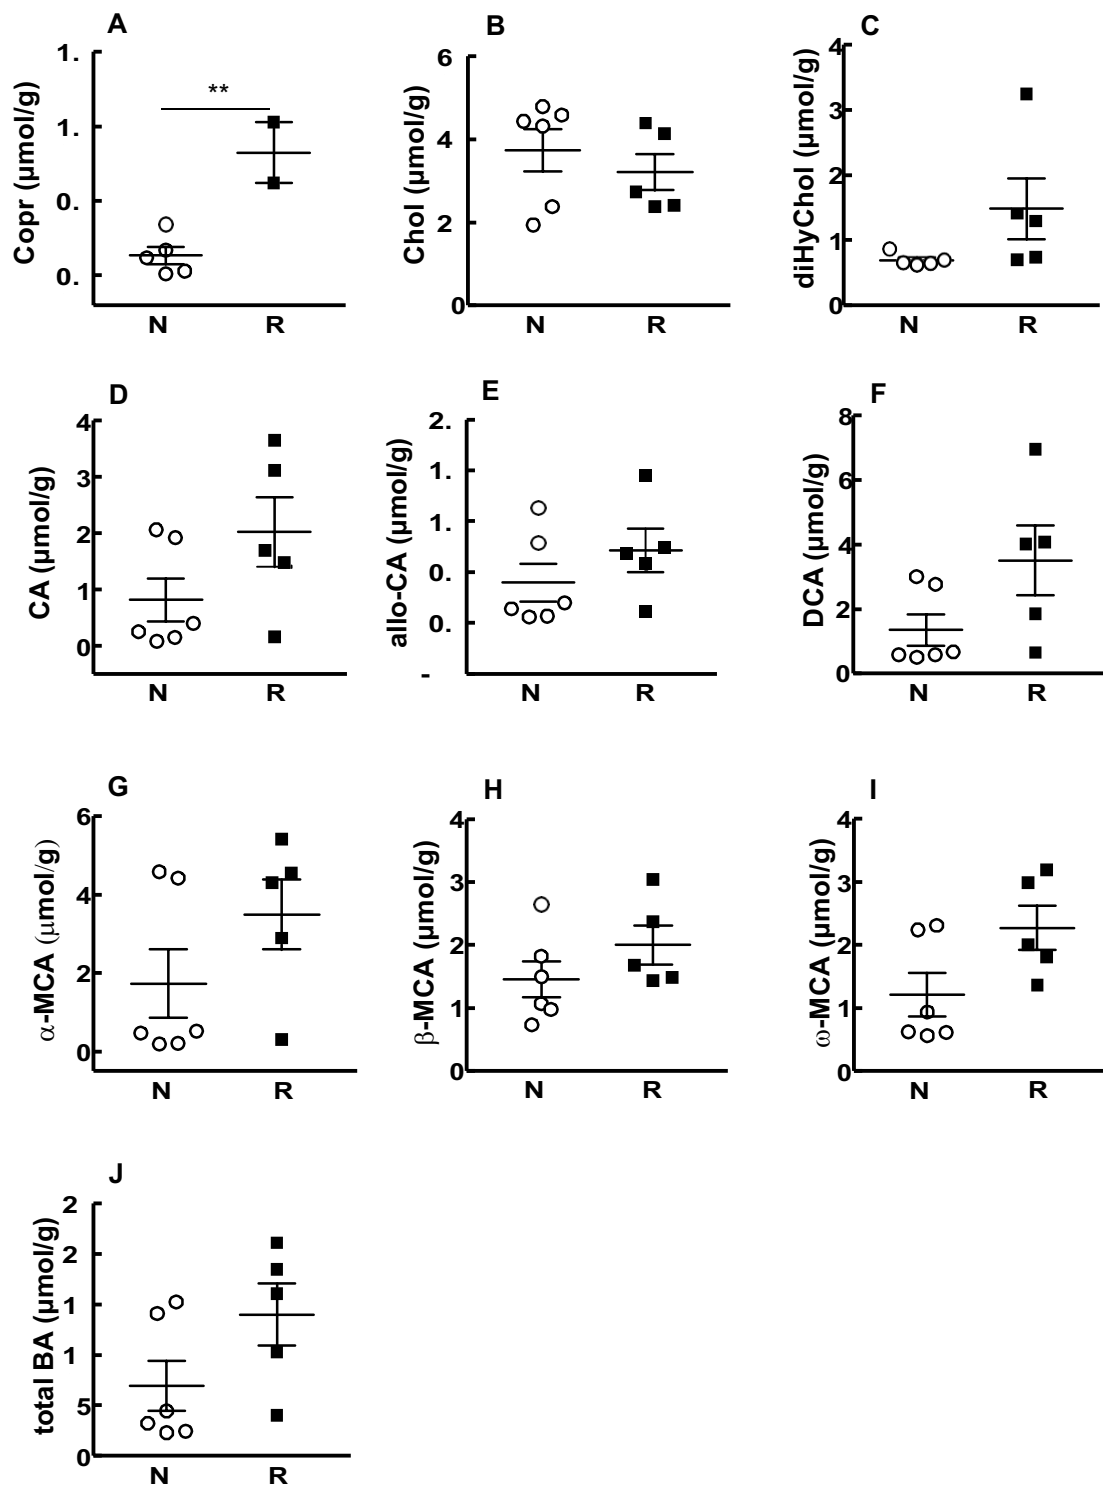 A
Copr (µmol/g)
1.
1.
0.
0.
**
N R
B
Chol (µmol/g)
6
4
2
0
N R
C
diHyChol (µmol/g)
4
3
2
1
0
N R
D
CA (µmol/g)
4
3
2
1
0
N R
E
allo-CA (µmol/g)
2.
1.
1.
0.
0.
-
N R
F
DCA (µmol/g)
8
6
4
2
0
N R
G
α-MCA (µmol/g)
6
4
2
0
N R
H
β-MCA (µmol/g)
4
3
2
1
0
N R
I
ω-MCA (µmol/g)
4
3
2
1
0
N R
J
total BA (µmol/g)
2
2
1
1
5
0
N R